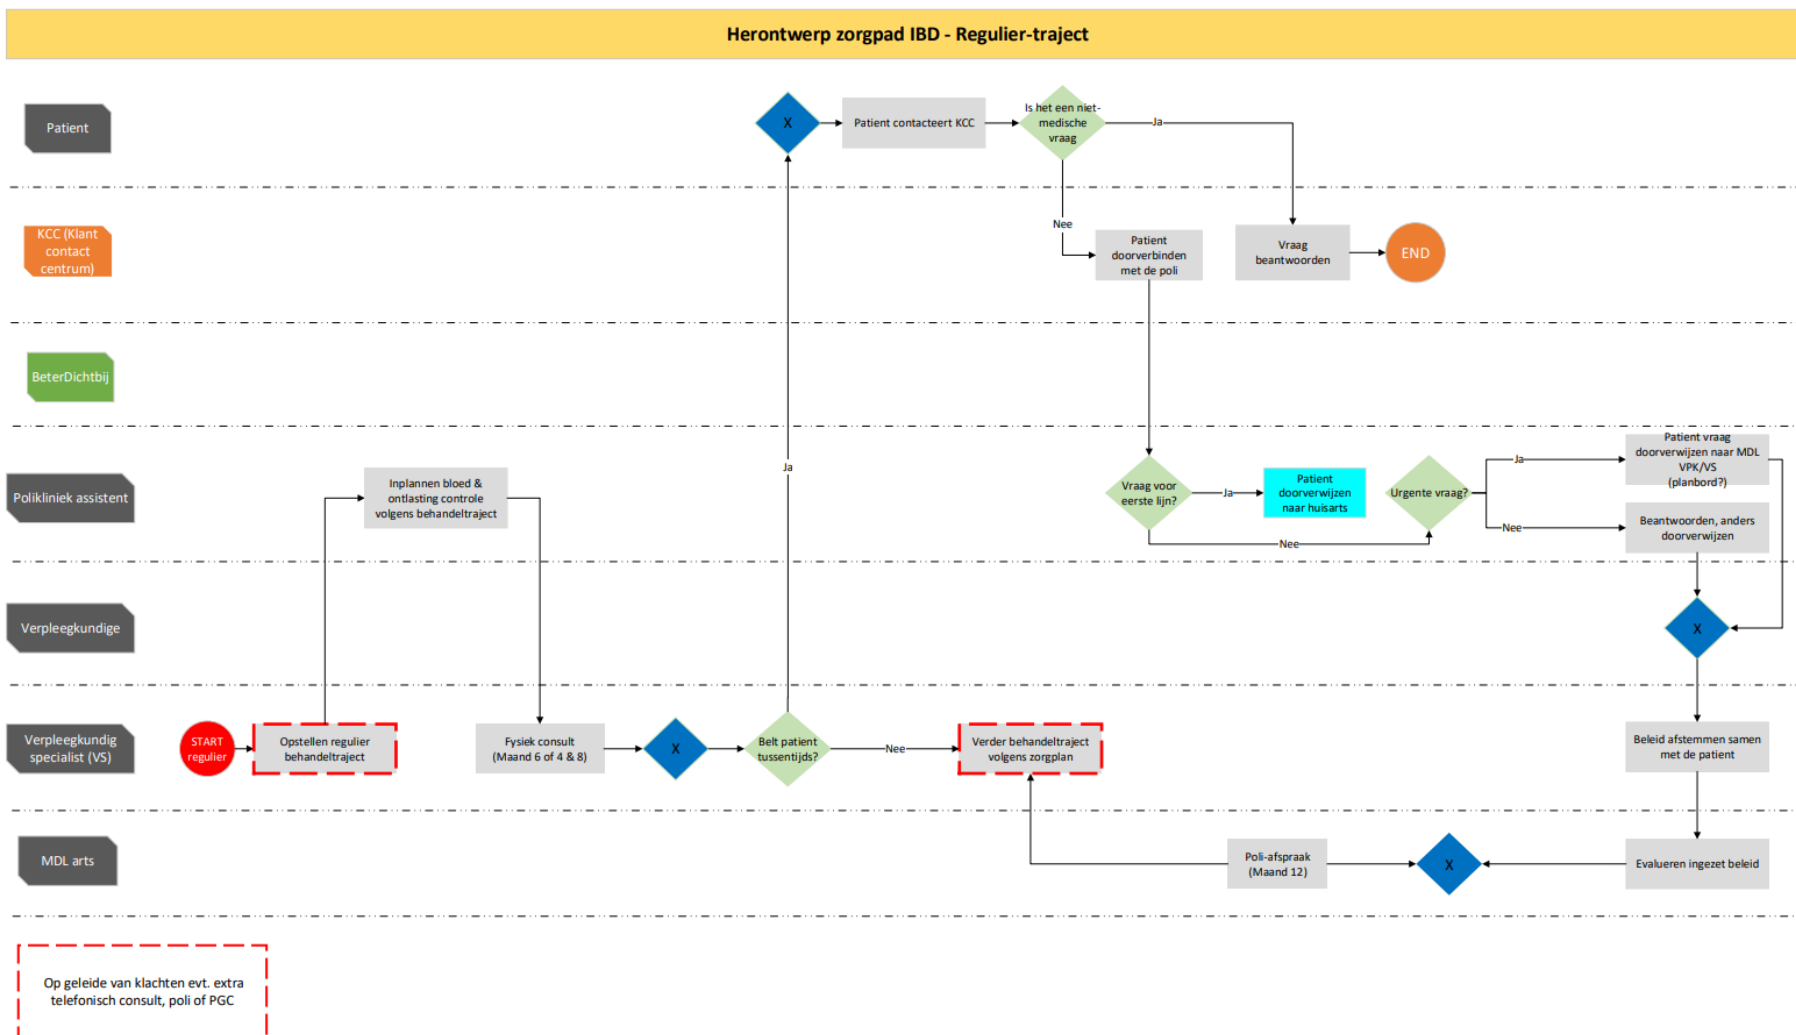 Herontwerp zorgpad IBD - Regulier-traject
Patient
X
Patient contacteert KCC
Is het een niet-
medische
vraag
Ja
Nee
KCC (Klant
contact
centrum)
Patient
doorverbinden
met de poli
Vraag
beantwoorden
END
BeterDichtbij
Ja
Polikliniek assistent
Inplannen bloed &
ontlasting controle
volgens behandeltraject
Vraag voor
eerste lijn?
Ja
Patient
doorverwijzen
naar huisarts
Nee
Urgente vraag?
Ja
Patient vraag
doorverwijzen naar MDL
VPK/VS
(planbord?)
Nee
Beantwoorden, anders
doorverwijzen
Verpleegkundige
X
Verpleegkundig
specialist (VS)
START
regulier
Opstellen regulier
behandeltraject
Fysiek consult
(Maand 6 of 4 & 8)
X
Belt patient
tussentijds?
Nee
Verder behandeltraject
volgens zorgplan
Beleid afstemmen samen
met de patient
MDL arts
Poli-afspraak
(Maand 12)
X
Evalueren ingezet beleid
Op geleide van klachten evt. extra
telefonisch consult, poli of PGC